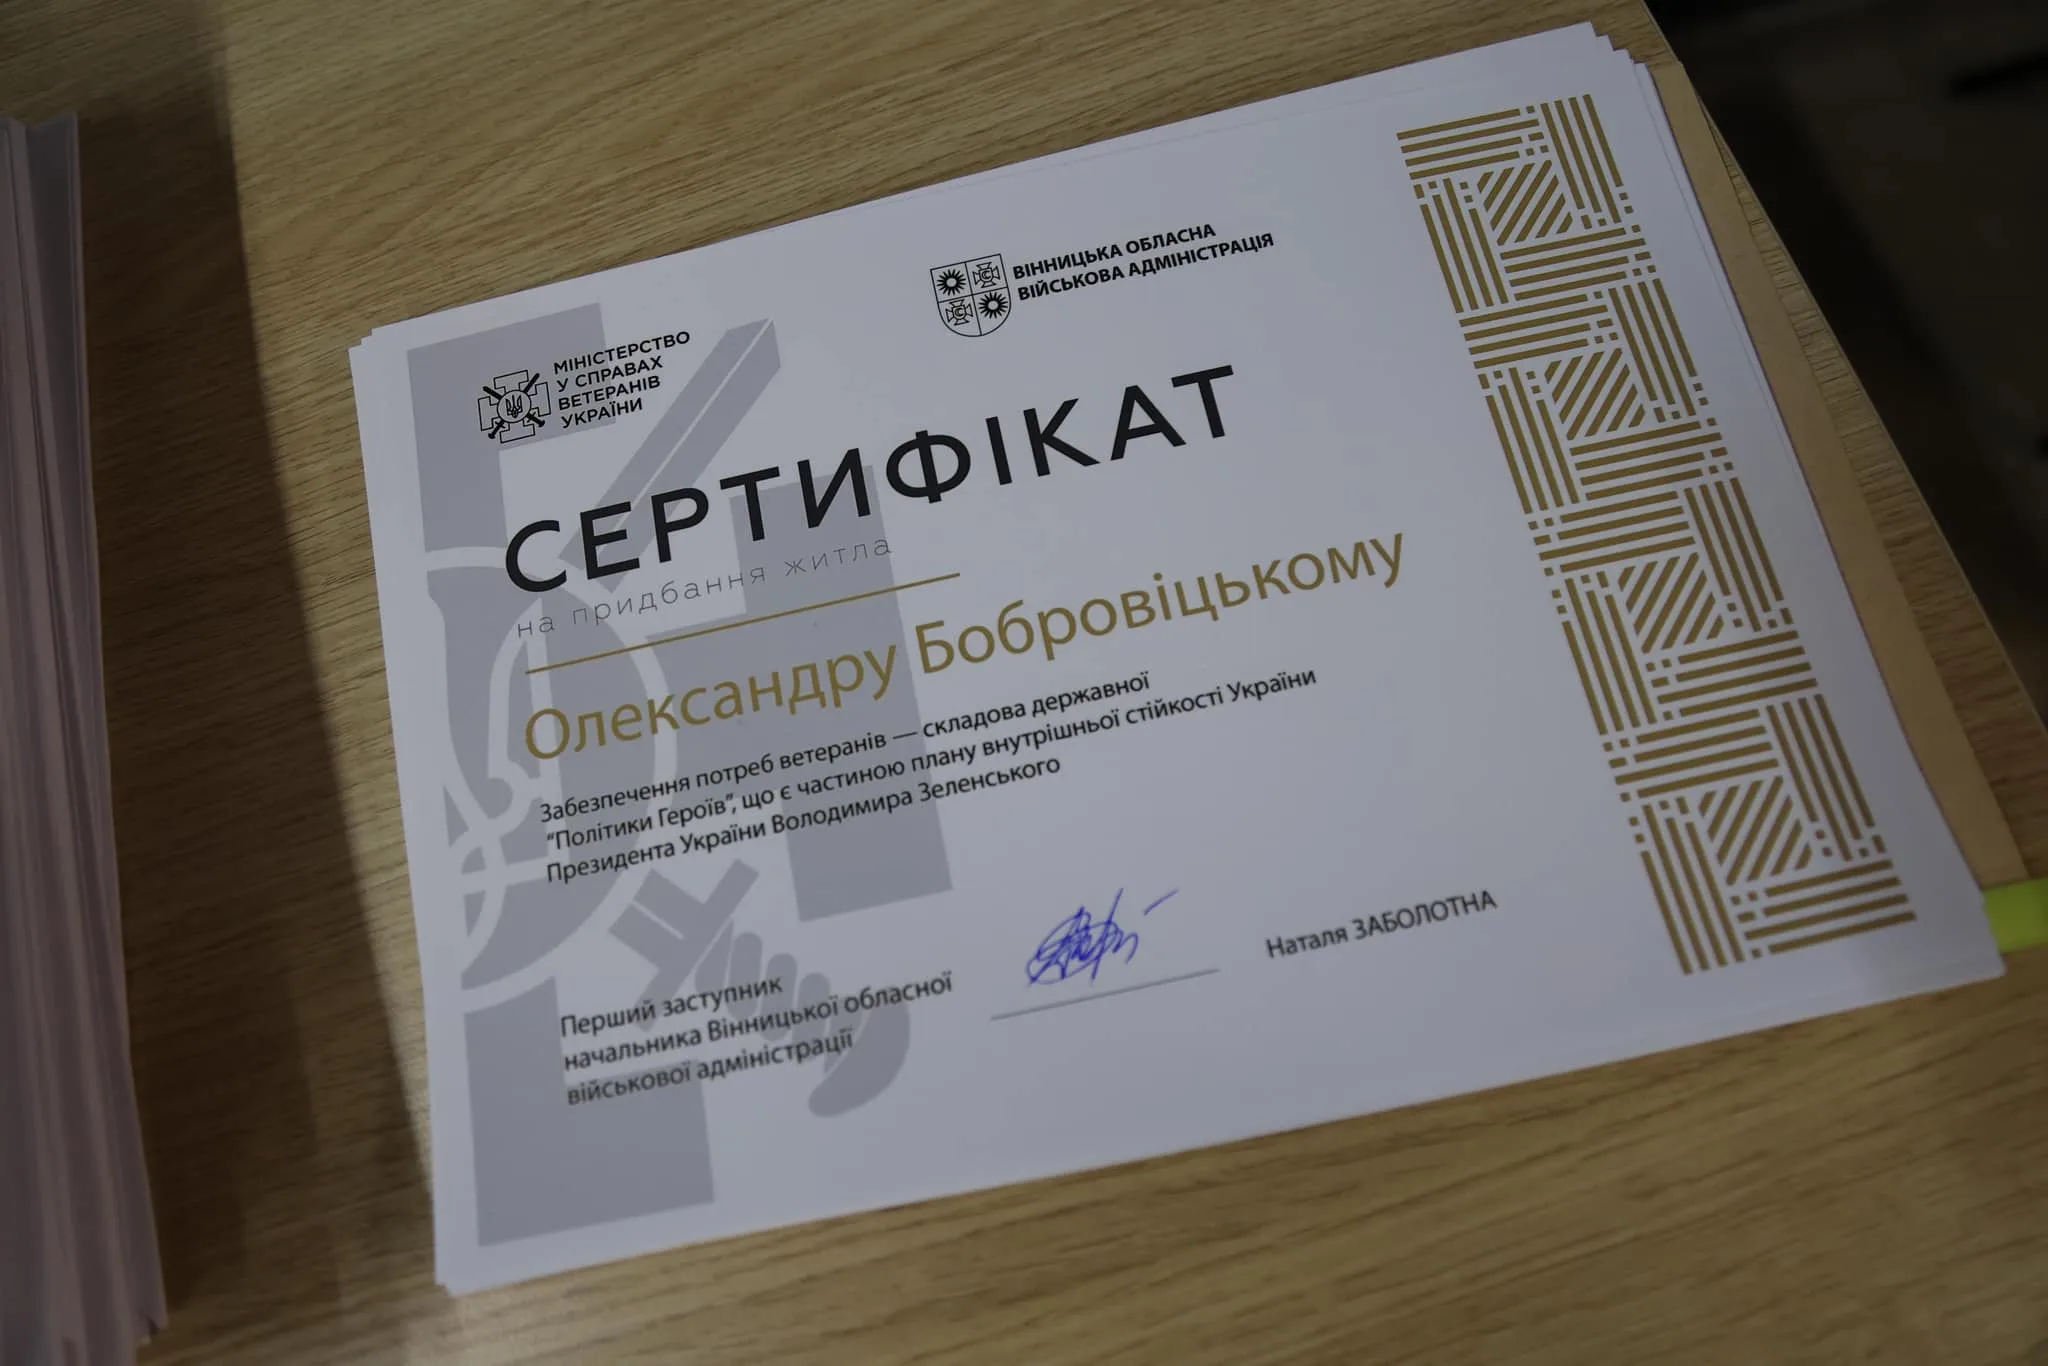 МІНІСТЕРСТВО
У СПРАВАХ
ВЕТЕРАНІВ
УКРАЇНИ
ВІННИЦЬКА ОБЛАСНА
ВІЙСЬКОВА АДМІНІСТРАЦІЯ
СЕРТИФІКАТ
на придбання житла
Олександру Бобровіцькому
Забезпечення потреб ветеранів — складова державної
“Політики Героїв”, що є частиною плану внутрішньої стійкості України
Президента України Володимира Зеленського
Перший заступник
начальника Вінницької обласної
військової адміністрації
Наталя ЗАБОЛОТНА